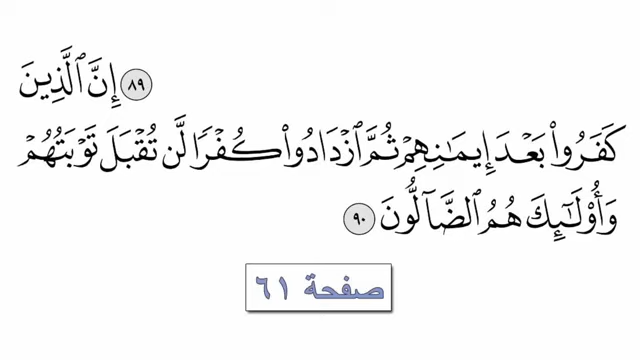 ۝٨٩ إِنَّ ٱلَّذِينَ
كَفَرُوا۟ بَعْدَ إِيمَـٰنِهِمْ ثُمَّ ٱزْدَادُوا۟ كُفْرًا لَّن تُقْبَلَ تَوْبَتُهُمْ
وَأُو۟لَـٰٓئِكَ هُمُ ٱلضَّآلُّونَ ۝٩٠
صفحة ٦١